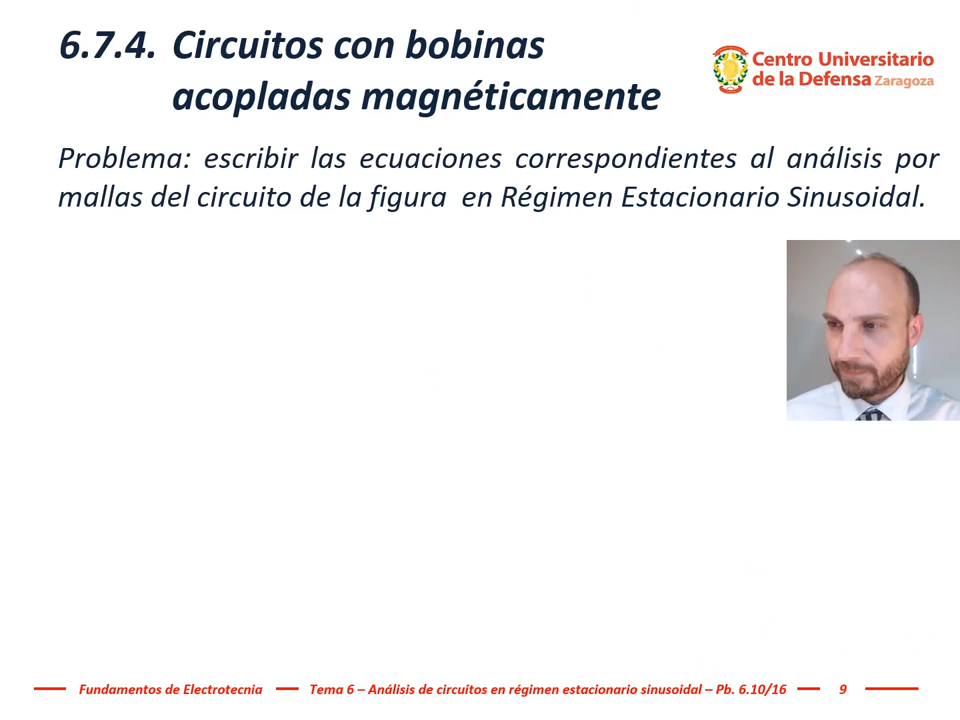 6.7.4. Circuitos con bobinas
acopladas magnéticamente
Centro Universitario
de la Defensa Zaragoza
Problema: escribir las ecuaciones correspondientes al análisis por
mallas del circuito de la figura en Régimen Estacionario Sinusoidal.
Fundamentos de Electrotecnia Tema 6 – Análisis de circuitos en régimen estacionario sinusoidal – Pb. 6.10/16 9